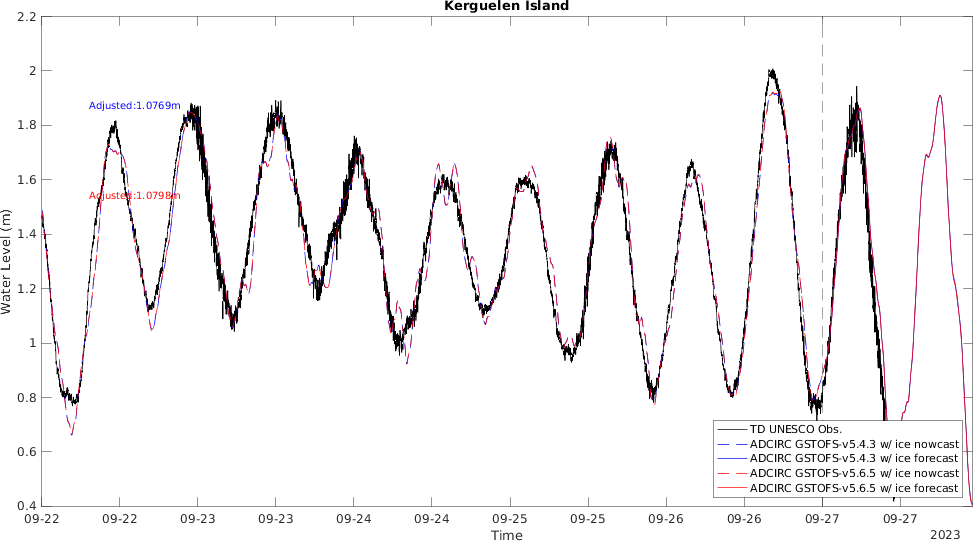 Kerguelen Island
2.2
2
1.8
1.6
1.4
1.2
1
0.8
0.6
0.4
Water Level (m)
Adjusted:1.0769m
Adjusted:1.0798m
TD UNESCO Obs.
ADCIRC GSTOFS-v5.4.3 w/ ice nowcast
ADCIRC GSTOFS-v5.4.3 w/ ice forecast
ADCIRC GSTOFS-v5.6.5 w/ ice nowcast
ADCIRC GSTOFS-v5.6.5 w/ ice forecast
09-22 09-22 09-23 09-23 09-24 09-24 09-25 09-25 09-26 09-26 09-27 09-27
Time
2023